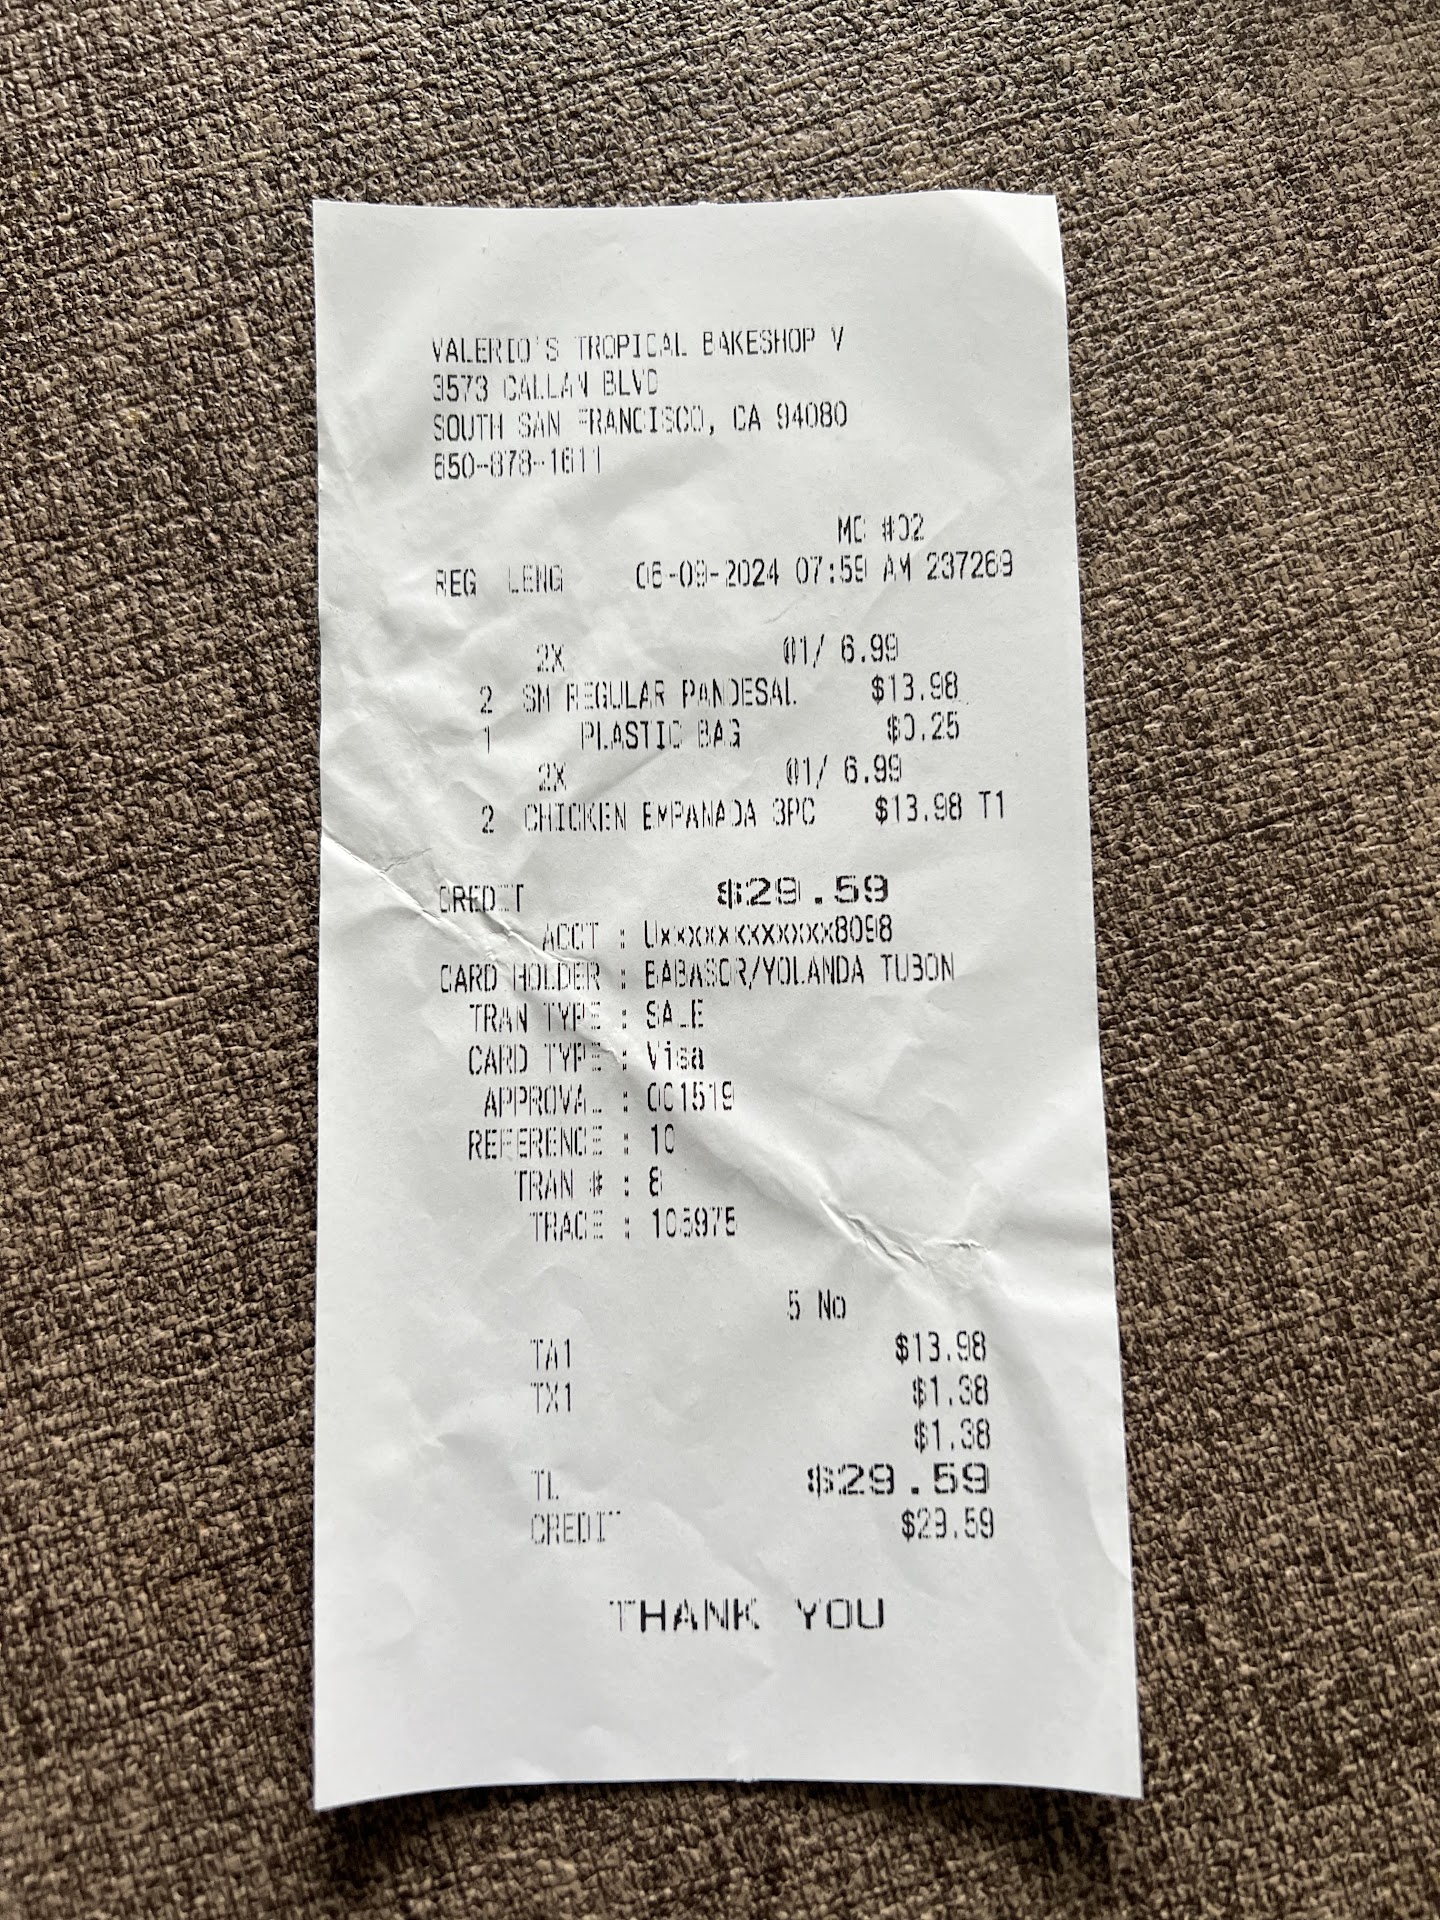 VALERIO'S TROPICAL BAKESHOP V
3573 CALLAN BLVD
SOUTH SAN FRANCISCO, CA 94080
650-878-1611
MC #02
REG LENG 06-09-2024 07:59 AM 237269
2X @1/ 6.99
2 SM REGULAR PANDESAL $13.98
1 PLASTIC BAG $0.25
2X @1/ 6.99
2 CHICKEN EMPANADA 3PC $13.98 T1
CREDIT $29.59
ACCT : Uxxxxxxxxxxxx8098
CARD HOLDER : BABASOR/YOLANDA TUBON
TRAN TYPE : SALE
CARD TYPE : Visa
APPROVAL : 001519
REFERENCE : 10
TRAN # : 8
TRACE : 105975
5 No
TA1 $13.98
TX1 $1.38
$1.38
TL $29.59
CREDIT $29.59
THANK YOU